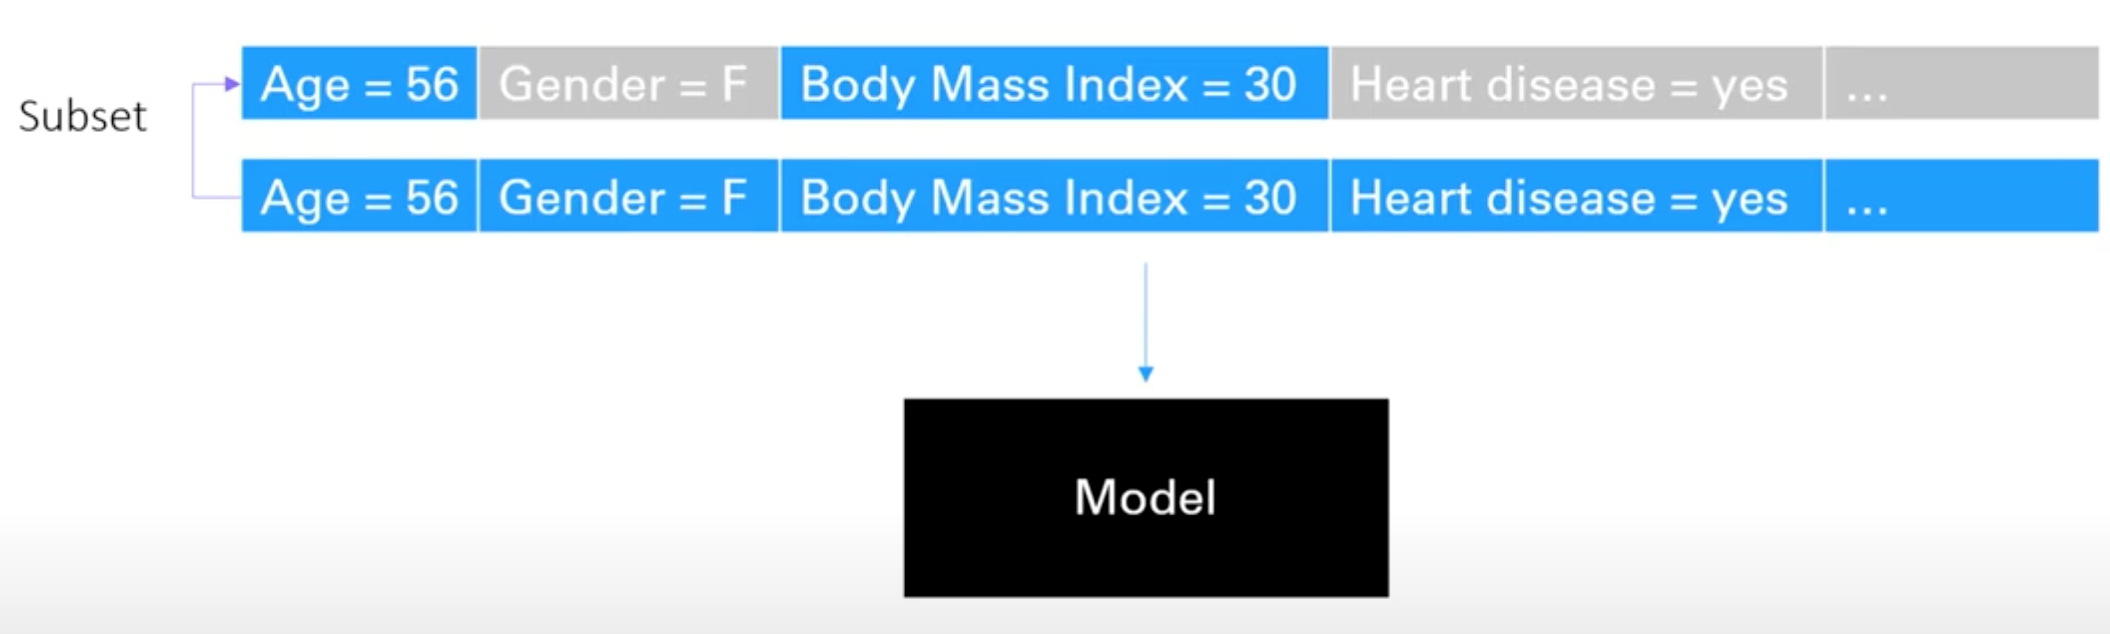 Age = 56 Gender = F Body Mass Index = 30 Heart disease = yes ...
Subset
Age = 56 Gender = F Body Mass Index = 30 Heart disease = yes ...
Model